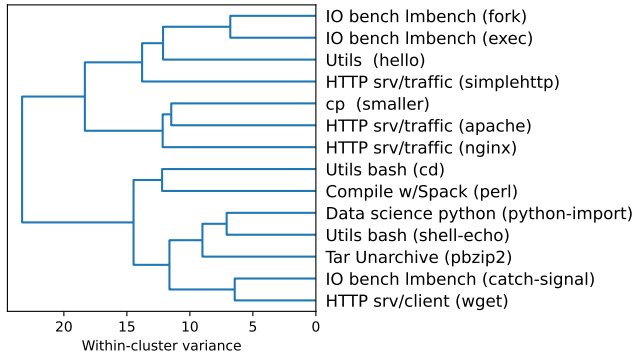 IO bench lmbench (fork)
IO bench lmbench (exec)
Utils  (hello)
HTTP srv/traffic (simplehttp)
cp  (smaller)
HTTP srv/traffic (apache)
HTTP srv/traffic (nginx)
Utils bash (cd)
Compile w/Spack (perl)
Data science python (python-import)
Utils bash (shell-echo)
Tar Unarchive (pbzip2)
IO bench lmbench (catch-signal)
HTTP srv/client (wget)
20 15 10 5 0
Within-cluster variance